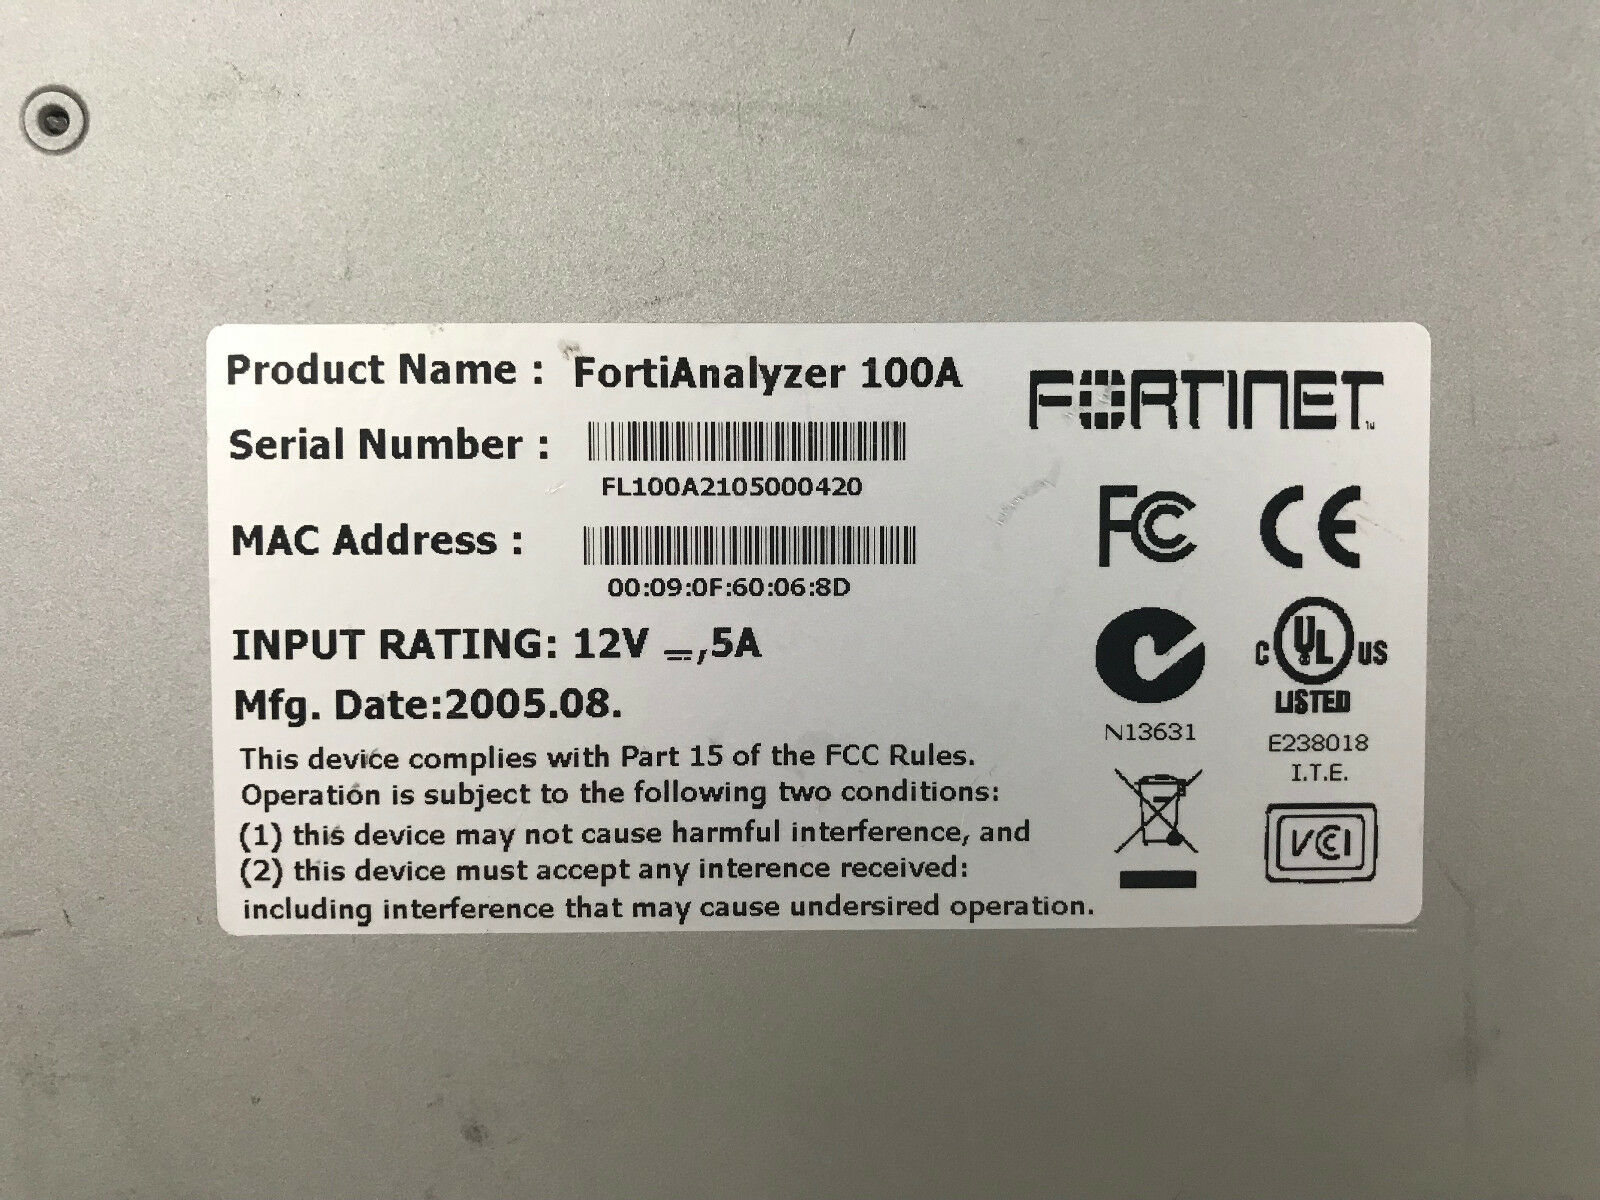 Product Name : FortiAnalyzer 100A
FORTINET™
Serial Number :
FL100A2105000420
MAC Address :
00:09:0F:60:06:8D
INPUT RATING: 12V ⎓,5A
Mfg. Date:2005.08.
This device complies with Part 15 of the FCC Rules.
Operation is subject to the following two conditions:
(1) this device may not cause harmful interference, and
(2) this device must accept any interence received:
including interference that may cause undersired operation.
FC CE
N13631
C UL US
LISTED
E238018
I.T.E.
VCCI